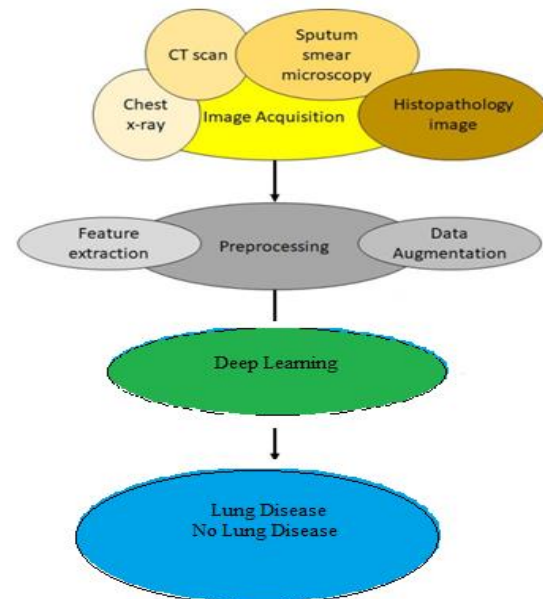 CT scan
Sputum
smear
microscopy
Chest
x-ray
Image Acquisition
Histopathology
image
Feature
extraction
Preprocessing
Data
Augmentation
Deep Learning
Lung Disease
No Lung Disease